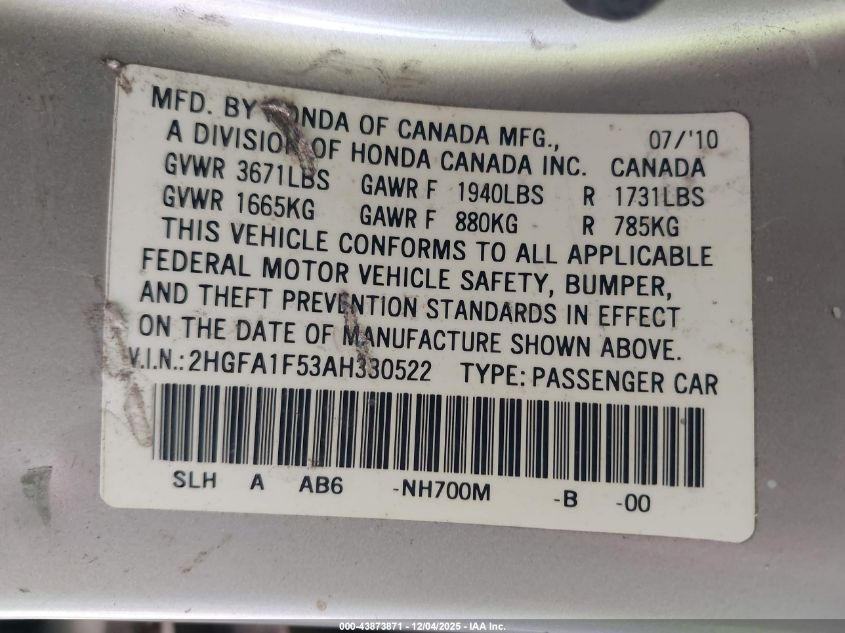 MFD. BY HONDA OF CANADA MFG., 07/'10
A DIVISION OF HONDA CANADA INC. CANADA
GVWR 3671LBS GAWR F 1940LBS R 1731LBS
GVWR 1665KG GAWR F 880KG R 785KG
THIS VEHICLE CONFORMS TO ALL APPLICABLE
FEDERAL MOTOR VEHICLE SAFETY, BUMPER,
AND THEFT PREVENTION STANDARDS IN EFFECT
ON THE DATE OF MANUFACTURE SHOWN ABOVE.
V.I.N.: 2HGFA1F53AH330522 TYPE: PASSENGER CAR
SLH A AB6 -NH700M -B -00
000-43873871 - 12/04/2025 - IAA Inc.